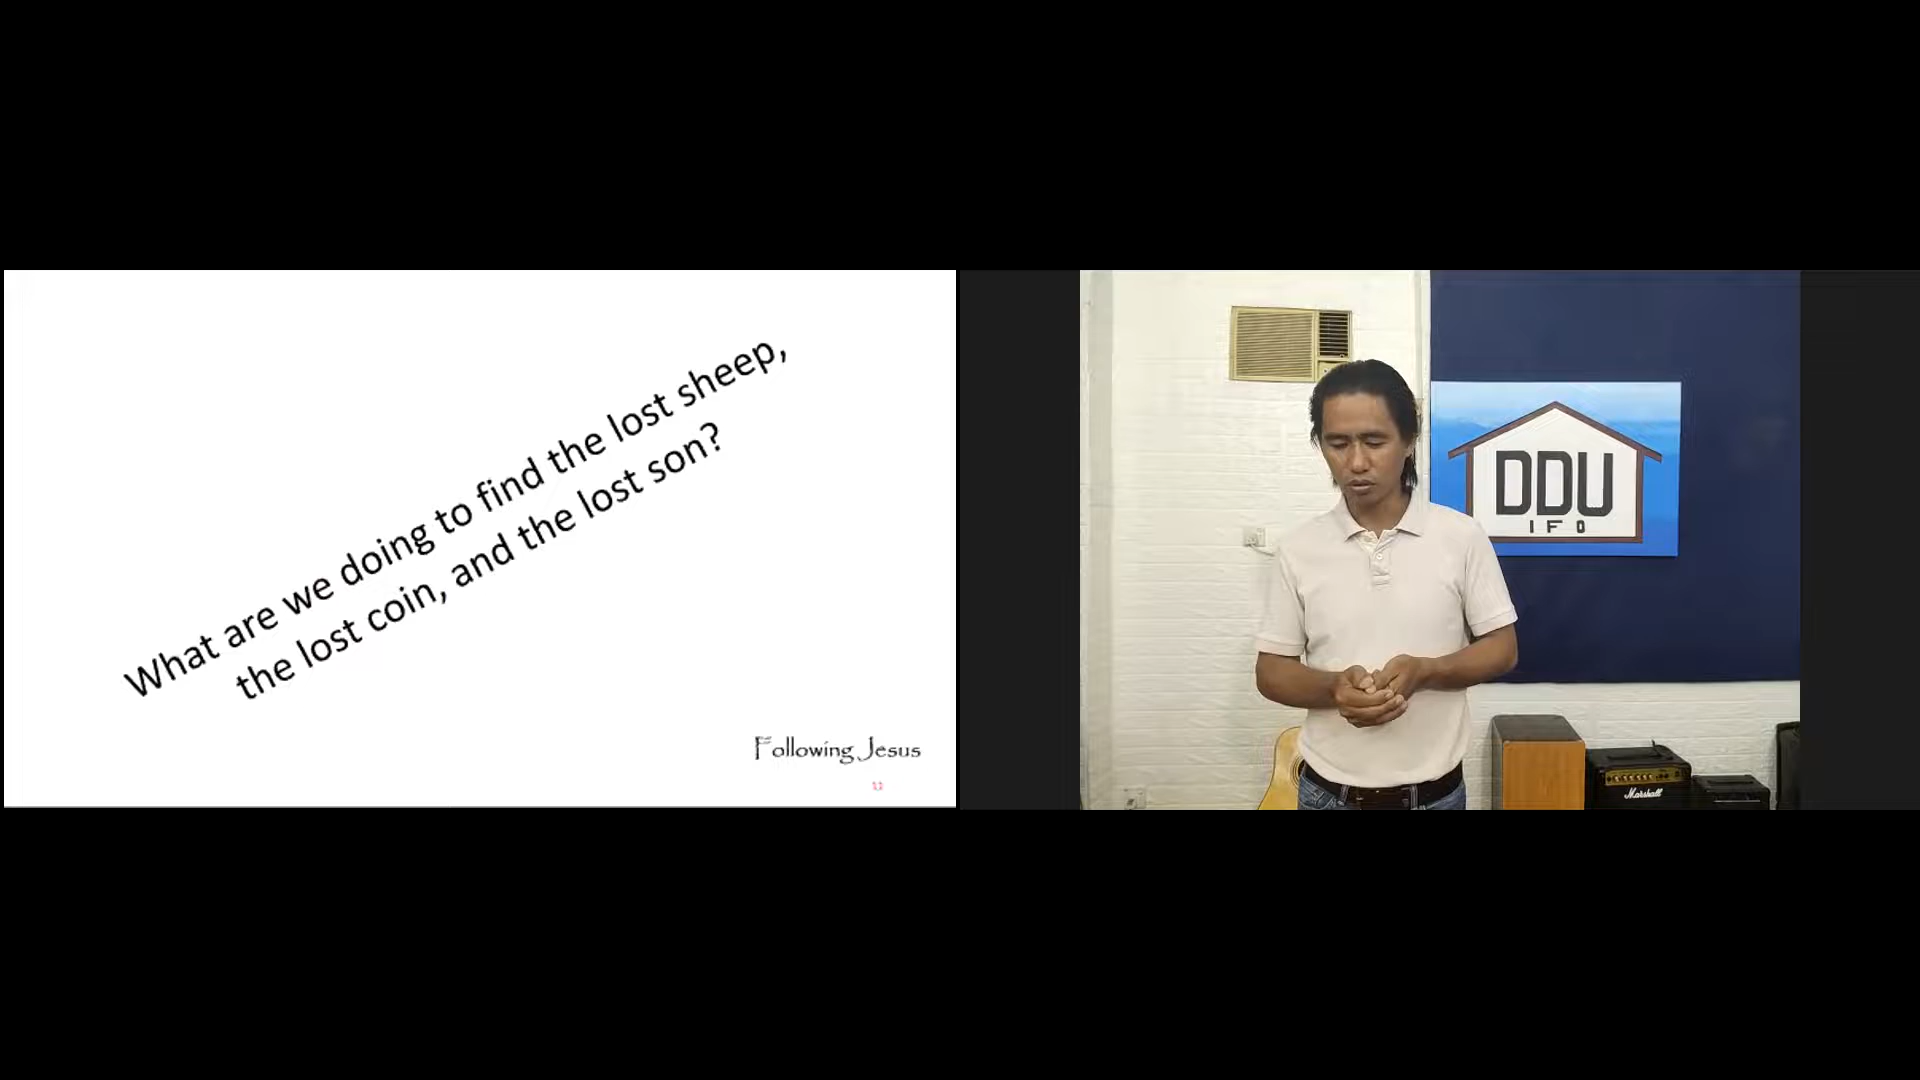 What are we doing to find the lost sheep,
the lost coin, and the lost son?
Following Jesus
DDU
IFO
Marshall